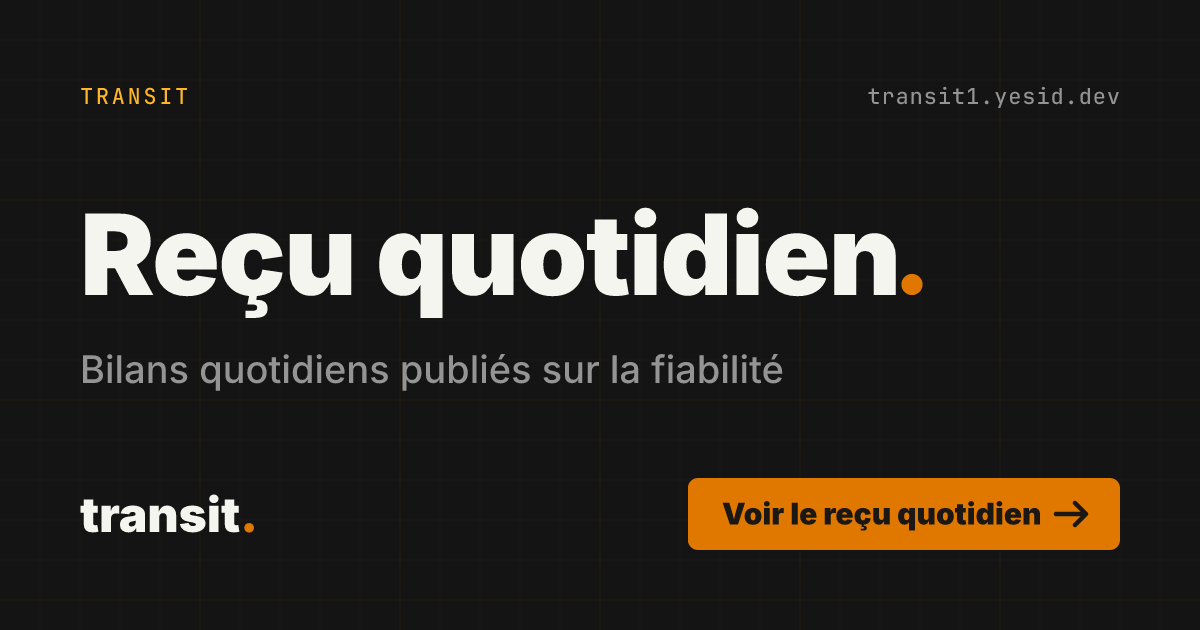 TRANSIT
transit1.yesid.dev
Reçu quotidien.
Bilans quotidiens publiés sur la fiabilité
transit.
Voir le reçu quotidien →